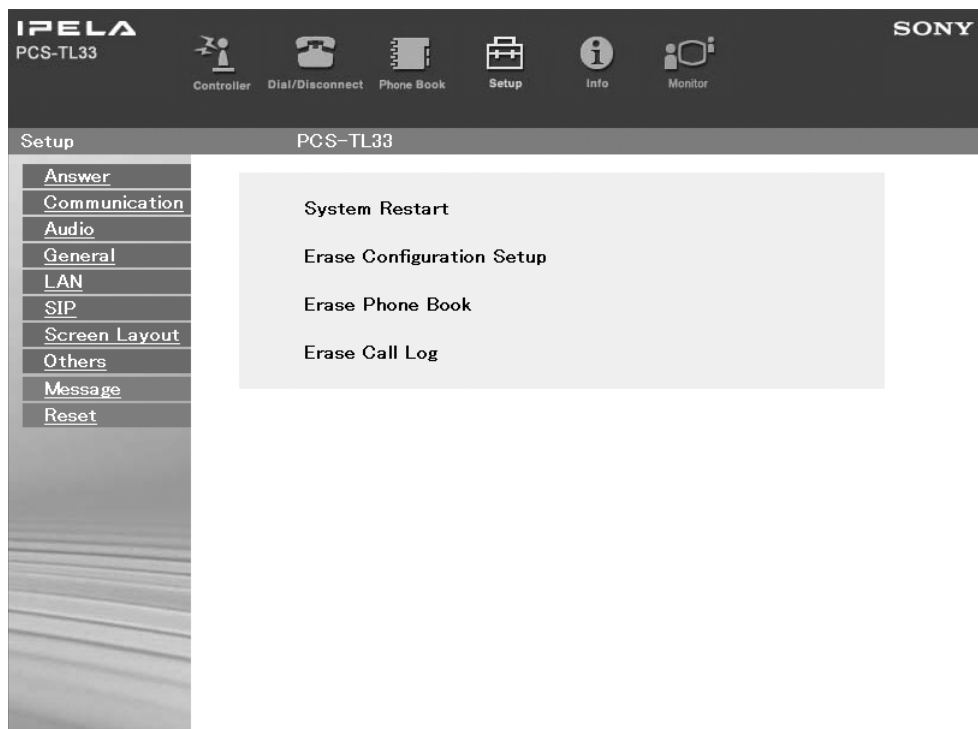 IPELA
PCS-TL33
SONY
Controller
Dial/Disconnect
Phone Book
Setup
Info
Monitor
Setup
PCS-TL33
Answer
Communication
Audio
General
LAN
SIP
Screen Layout
Others
Message
Reset
System Restart
Erase Configuration Setup
Erase Phone Book
Erase Call Log